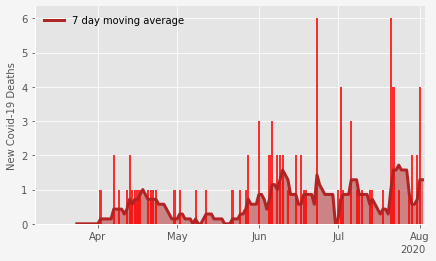 7 day moving average
New Covid-19 Deaths
6
5
4
3
2
1
0
Apr
May
Jun
Jul
Aug
2020